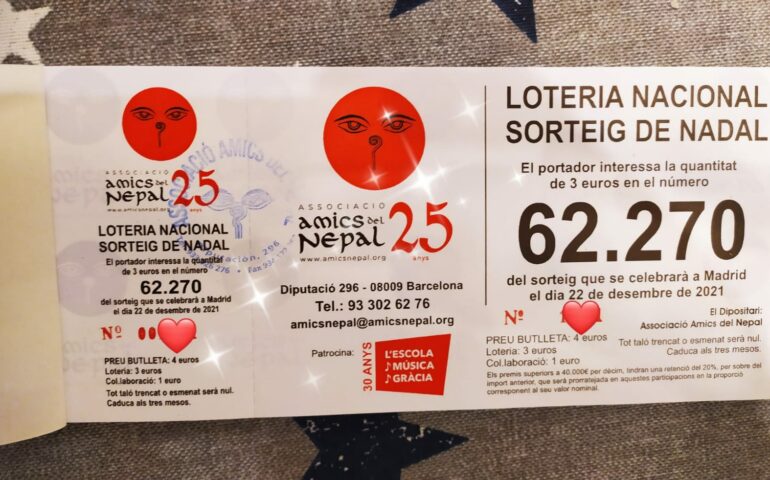 ASSOCIACIÓ
amics del
Nepal 25
www.amicsnepal.org anys
LOTERIA NACIONAL
SORTEIG DE NADAL
El portador interessa la quantitat
de 3 euros en el número
62.270
del sorteig que se celebrarà a Madrid
el dia 22 de desembre de 2021
Nº 00
PREU BUTLLETA: 4 euros
Loteria: 3 euros
Col.laboració: 1 euro
Tot taló trencat o esmenat serà nul.
Caduca als tres mesos.
ASSOCIACIÓ AMICS DEL
296
ASSOCIACIÓ
amics del
Nepal 25
www.amicsnepal.org anys
Diputació 296 - 08009 Barcelona
Tel.: 93 302 62 76
amicsnepal@amicsnepal.org
Patrocina:
30 ANYS
L'ESCOLA
MÚSICA
GRÀCIA
LOTERIA NACIONAL
SORTEIG DE NADAL
El portador interessa la quantitat
de 3 euros en el número
62.270
del sorteig que se celebrarà a Madrid
el dia 22 de desembre de 2021
Nº
El Dipositari:
Associació Amics del Nepal
PREU BUTLLETA: 4 euros
Loteria: 3 euros
Col.laboració: 1 euro
Tot taló trencat o esmenat serà nul.
Caduca als tres mesos.
Els premis superiors a 40.000€ per dècim, tindran una retenció del 20%, per sobre del
import anterior, que serà prorratejada en aquestes participacions en la proporció
corresponent al seu valor nominal.